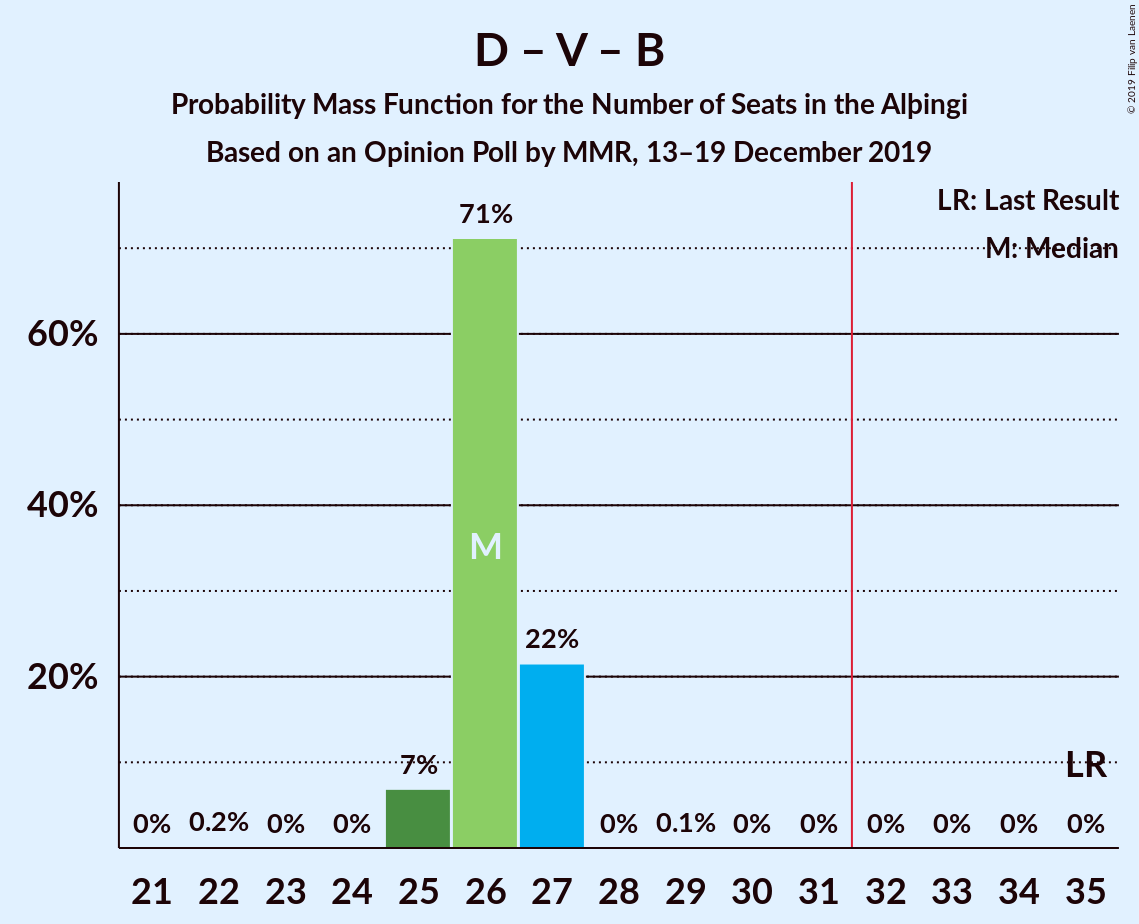 D – V – B
Probability Mass Function for the Number of Seats in the Alþingi
Based on an Opinion Poll by MMR, 13–19 December 2019
© 2019 Filip van Laenen
LR: Last Result
M: Median
60%
40%
20%
0%
0.2%
0%
0%
7%
71%
M
22%
0%
0.1%
0%
0%
0%
0%
0%
0%
LR
21 22 23 24 25 26 27 28 29 30 31 32 33 34 35